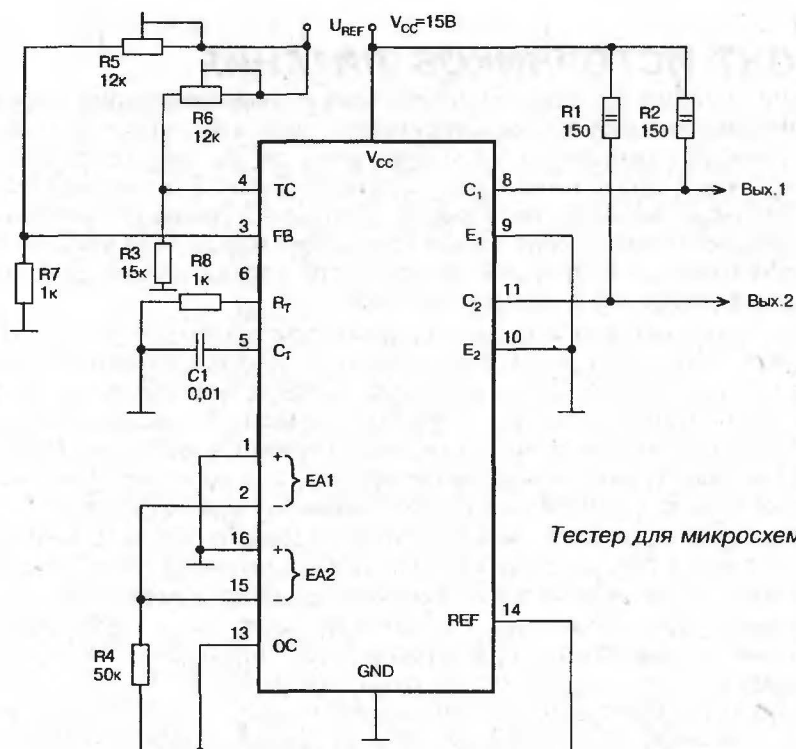 U_REF V_CC=15В
R5
12к
R6
12к
R1
150
R2
150
V_CC
4 TC
C_1 8
Вых.1
3 FB
E_1 9
R3
15к
R8
1к
R7
1к
6
R_T
C_2 11
Вых.2
5
C_T
E_2 10
C1
0,01
1
+
EA1
2
-
16
+
EA2
15
-
Тестер для микросхем
13
OC
REF 14
R4
50к
GND